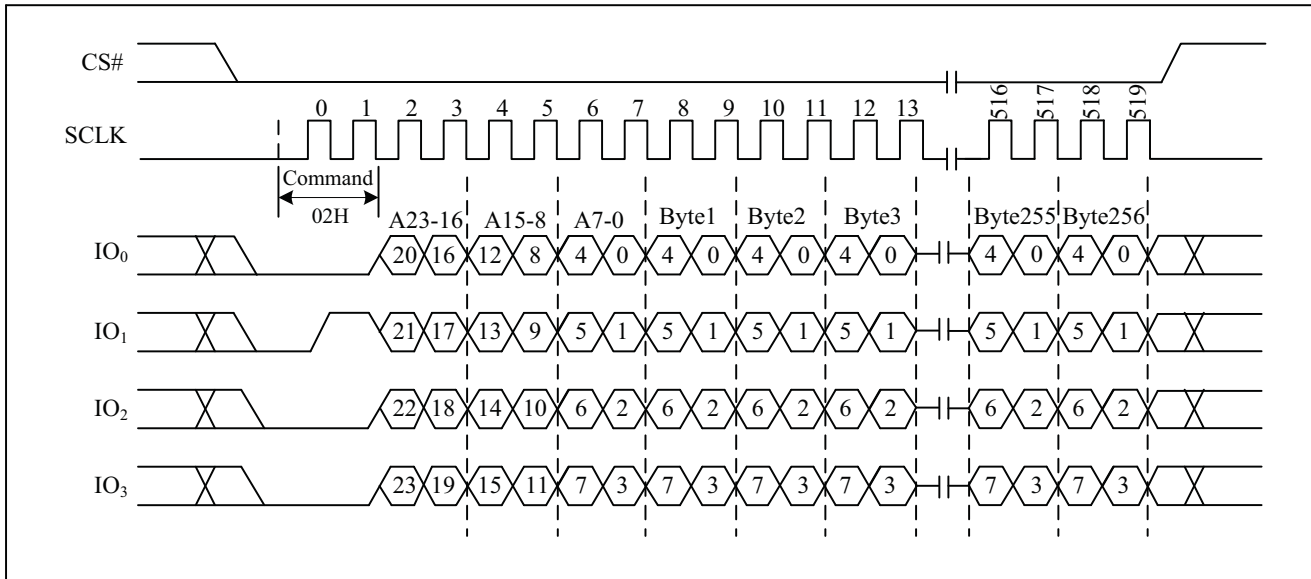 CS#
0 1 2 3 4 5 6 7 8 9 10 11 12 13 516 517 518 519
SCLK
Command
02H
A23-16 A15-8 A7-0 Byte1 Byte2 Byte3 Byte255 Byte256
IO0 20 16 12 8 4 0 4 0 4 0 4 0 4 0 4 0
IO1 21 17 13 9 5 1 5 1 5 1 5 1 5 1 5 1
IO2 22 18 14 10 6 2 6 2 6 2 6 2 6 2 6 2
IO3 23 19 15 11 7 3 7 3 7 3 7 3 7 3 7 3